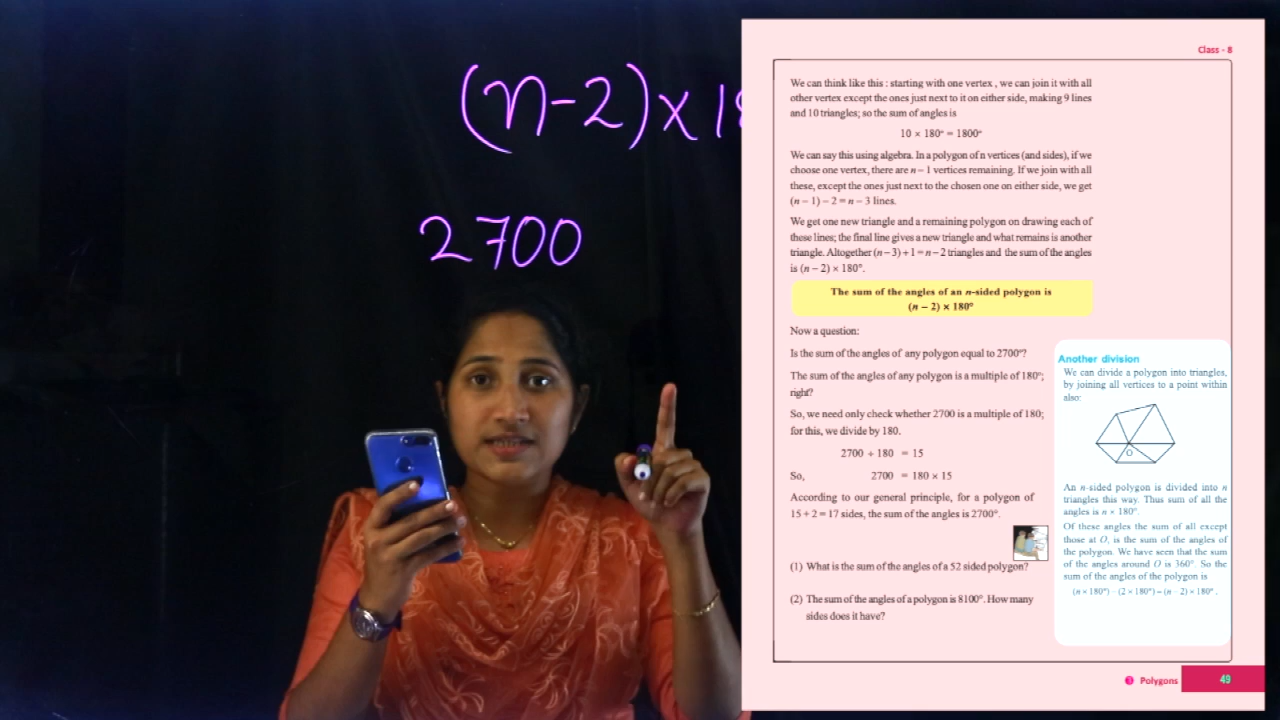 (n-2)×18
2700
Class - 8
We can think like this : starting with one vertex , we can join it with all
other vertex except the ones just next to it on either side, making 9 lines
and 10 triangles; so the sum of angles is
10 × 180° = 1800°
We can say this using algebra. In a polygon of n vertices (and sides), if we
choose one vertex, there are n – 1 vertices remaining. If we join with all
these, except the ones just next to the chosen one on either side, we get
(n – 1) – 2 = n – 3 lines.
We get one new triangle and a remaining polygon on drawing each of
these lines; the final line gives a new triangle and what remains is another
triangle. Altogether (n – 3) + 1 = n – 2 triangles and the sum of the angles
is (n – 2) × 180°.
The sum of the angles of an n-sided polygon is
(n – 2) × 180°
Now a question:
Is the sum of the angles of any polygon equal to 2700°?
The sum of the angles of any polygon is a multiple of 180°;
right?
So, we need only check whether 2700 is a multiple of 180;
for this, we divide by 180.
2700 ÷ 180 = 15
So, 2700 = 180 × 15
According to our general principle, for a polygon of
15 + 2 = 17 sides, the sum of the angles is 2700°.
(1) What is the sum of the angles of a 52 sided polygon?
(2) The sum of the angles of a polygon is 8100°. How many
sides does it have?
Another division
We can divide a polygon into triangles,
by joining all vertices to a point within
also:
O
An n-sided polygon is divided into n
triangles this way. Thus sum of all the
angles is n × 180°.
Of these angles the sum of all except
those at O, is the sum of the angles of
the polygon. We have seen that the sum
of the angles around O is 360°. So the
sum of the angles of the polygon is
(n × 180°) – (2 × 180°) = (n – 2) × 180° .
3 Polygons 49